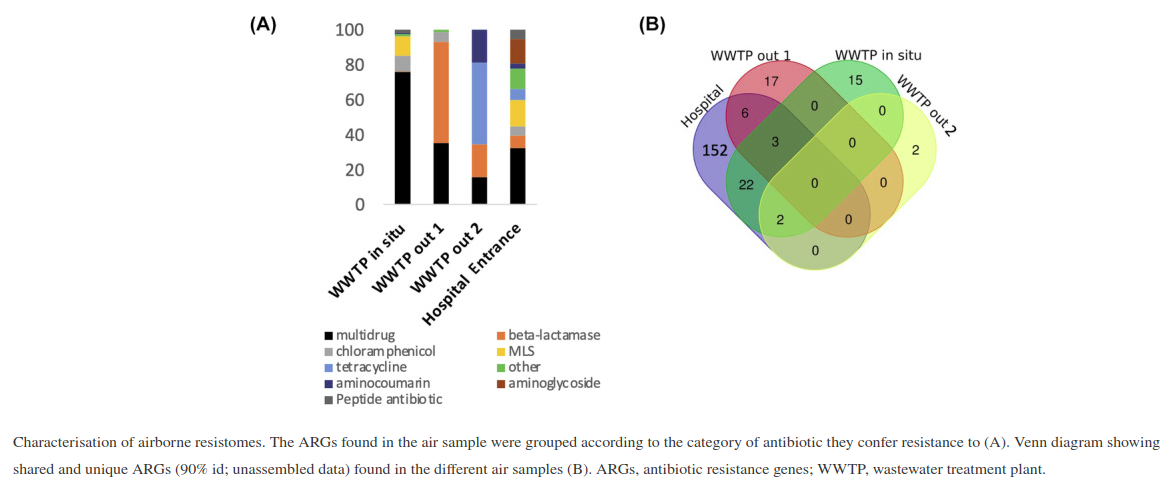 (A)
100
80
60
40
20
0
WWTP in situ
WWTP out 1
WWTP out 2
Hospital Entrance
multidrug
beta-lactamase
chloramphenicol
MLS
tetracycline
other
aminocoumarin
aminoglycoside
Peptide antibiotic
(B)
WWTP out 1
WWTP in situ
Hospital
WWTP out 2
17
15
6
0
0
152
3
0
2
22
0
0
2
0
0
Characterisation of airborne resistomes. The ARGs found in the air sample were grouped according to the category of antibiotic they confer resistance to (A). Venn diagram showing
shared and unique ARGs (90% id; unassembled data) found in the different air samples (B). ARGs, antibiotic resistance genes; WWTP, wastewater treatment plant.